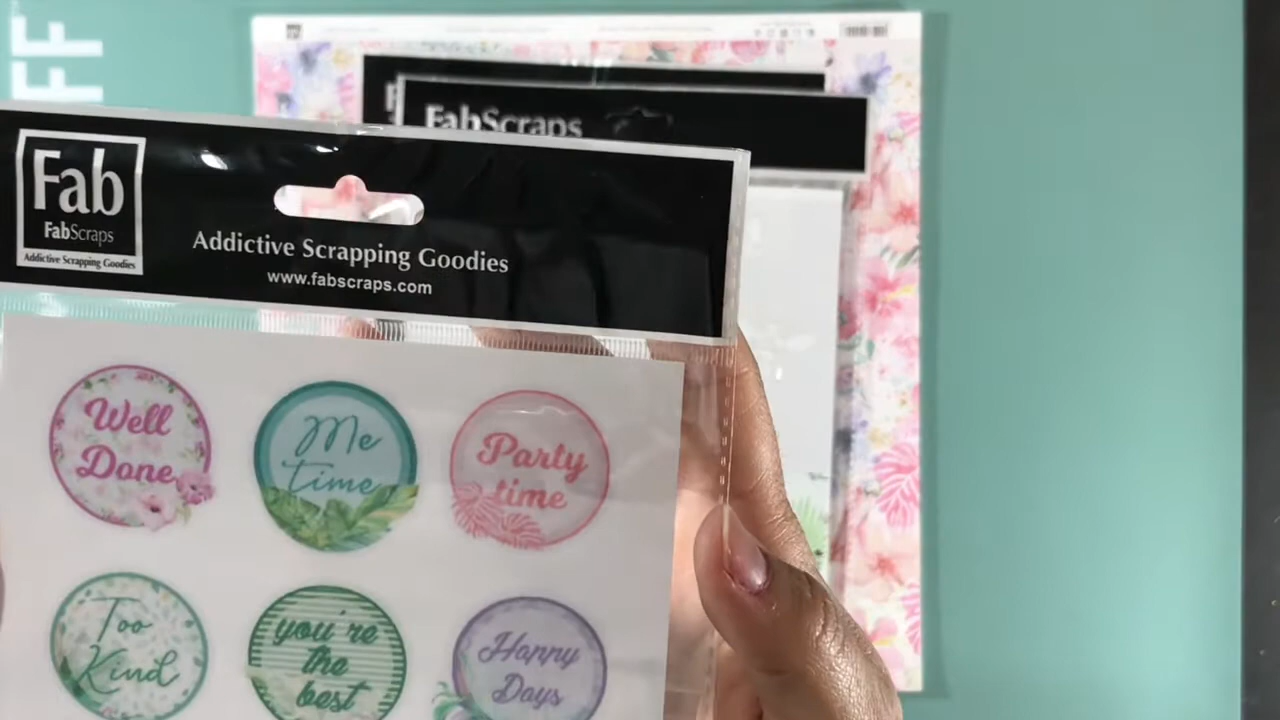 FF
FabScraps
Fab
FabScraps
Addictive Scrapping Goodies
Addictive Scrapping Goodies
www.fabscraps.com
Well
Done
Me
time
Party
time
Too
Kind
you're
the
best
Happy
Days